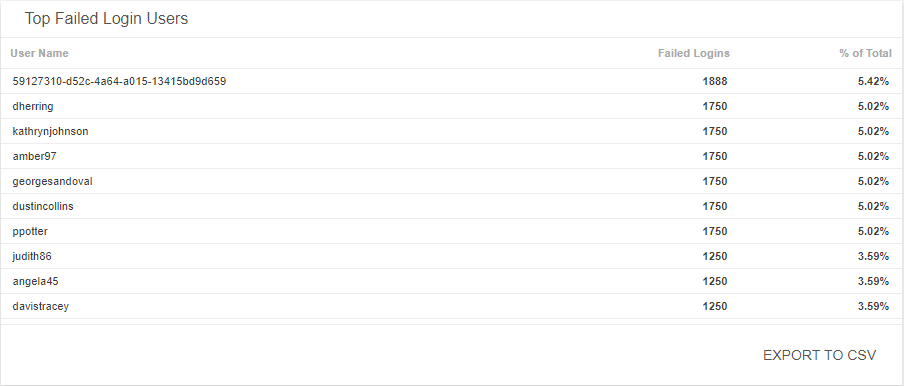 Top Failed Login Users
User Name Failed Logins % of Total
59127310-d52c-4a64-a015-13415bd9d659 1888 5.42%
dherring 1750 5.02%
kathrynjohnson 1750 5.02%
amber97 1750 5.02%
georgesandoval 1750 5.02%
dustincollins 1750 5.02%
ppotter 1750 5.02%
judith86 1250 3.59%
angela45 1250 3.59%
davistracey 1250 3.59%
EXPORT TO CSV